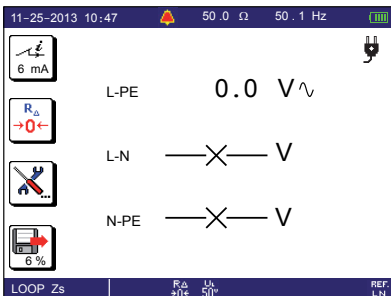 11-25-2013 10:47 50.0 Ω 50.1 Hz
i
6 mA
L-PE 0.0 V
RΔ
→0←
L-N V
...
N-PE V
6 %
LOOP Zs RΔ →0← UL 50V REF. L N